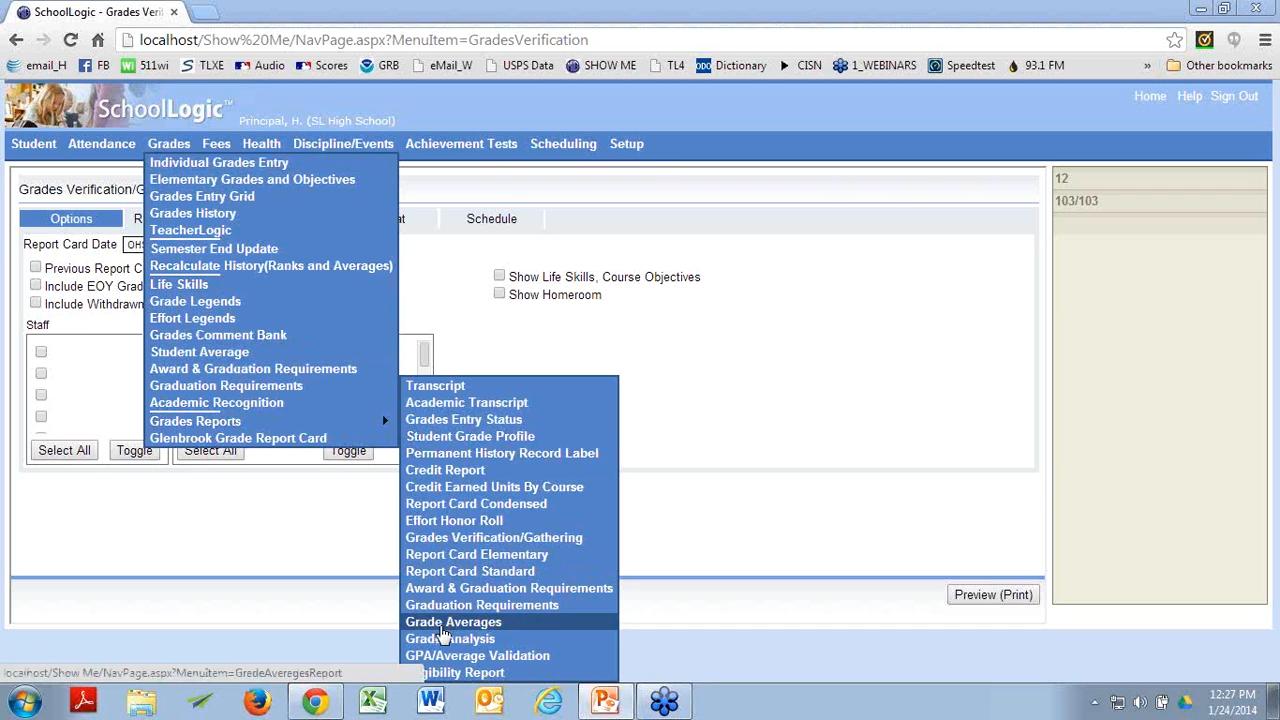 SchoolLogic - Grades Veri
localhost/Show%20Me/NavPage.aspx?MenuItem=GradesVerification
email_H FB 511wi TLXE Audio Scores GRB eMail_W USPS Data SHOW ME TL4 Dictionary CISN 1_WEBINARS Speedtest 93.1 FM » Other bookmarks
SchoolLogic™
Principal, H. (SL High School)
Home Help Sign Out
Student Attendance Grades Fees Health Discipline/Events Achievement Tests Scheduling Setup
Individual Grades Entry
Elementary Grades and Objectives
Grades Entry Grid
Grades History
TeacherLogic
Semester End Update
Recalculate History(Ranks and Averages)
Life Skills
Grade Legends
Effort Legends
Grades Comment Bank
Student Average
Award & Graduation Requirements
Graduation Requirements
Academic Recognition
Grades Reports
Glenbrook Grade Report Card
Transcript
Academic Transcript
Grades Entry Status
Student Grade Profile
Permanent History Record Label
Credit Report
Credit Earned Units By Course
Report Card Condensed
Effort Honor Roll
Grades Verification/Gathering
Report Card Elementary
Report Card Standard
Award & Graduation Requirements
Graduation Requirements
Grade Averages
Grade Analysis
GPA/Average Validation
gibility Report
Grades Verification/G
Options R at Schedule
Report Card Date OHS
Previous Report C
Include EOY Grad
Include Withdrawn
Show Life Skills, Course Objectives
Show Homeroom
Staff
Select All Toggle Select All Toggle
Preview (Print)
12
103/103
localhost/Show Me/NavPage.aspx?MenuItem=GradeAveragesReport
12:27 PM
1/24/2014